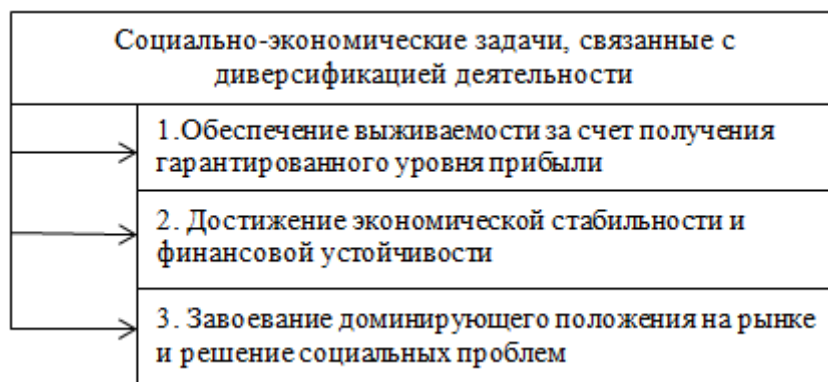 Социально-экономические задачи, связанные с
диверсификацией деятельности
1.Обеспечение выживаемости за счет получения
гарантированного уровня прибыли
2. Достижение экономической стабильности и
финансовой устойчивости
3. Завоевание доминирующего положения на рынке
и решение социальных проблем